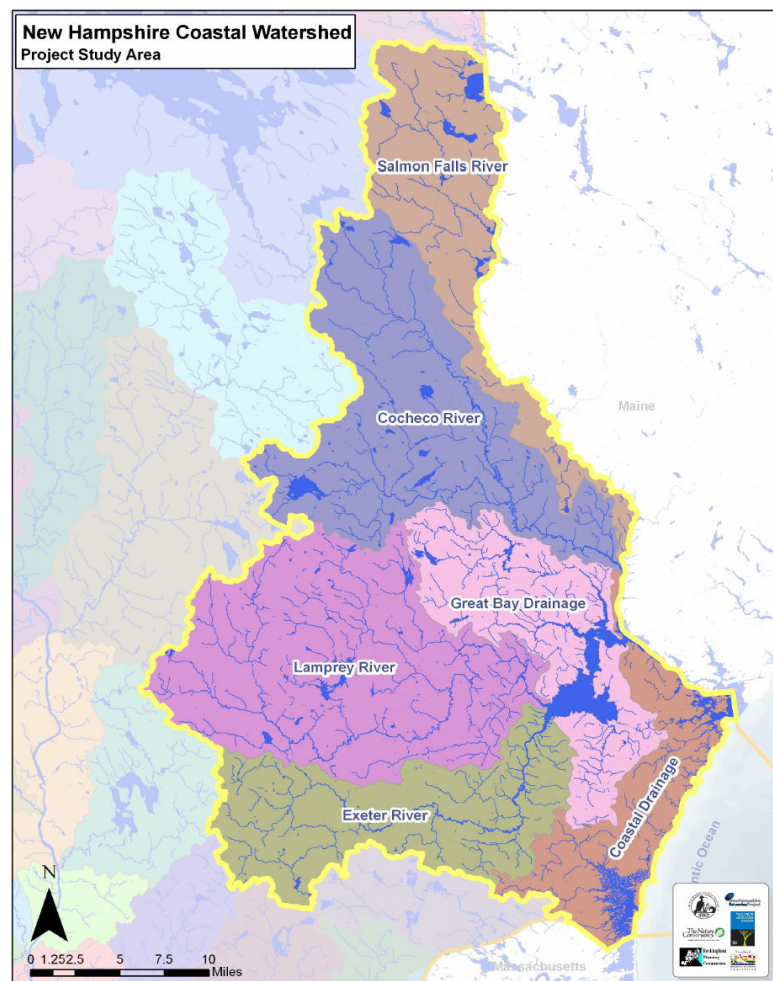 New Hampshire Coastal Watershed
Project Study Area
Salmon Falls River
Cocheco River
Maine
Great Bay Drainage
Lamprey River
Exeter River
Coastal Drainage
ntic Ocean
N
0 1.25 2.5 5 7.5 10
Miles
Massachusetts
The Nature
Conservancy
Rockingham
Planning
Commission